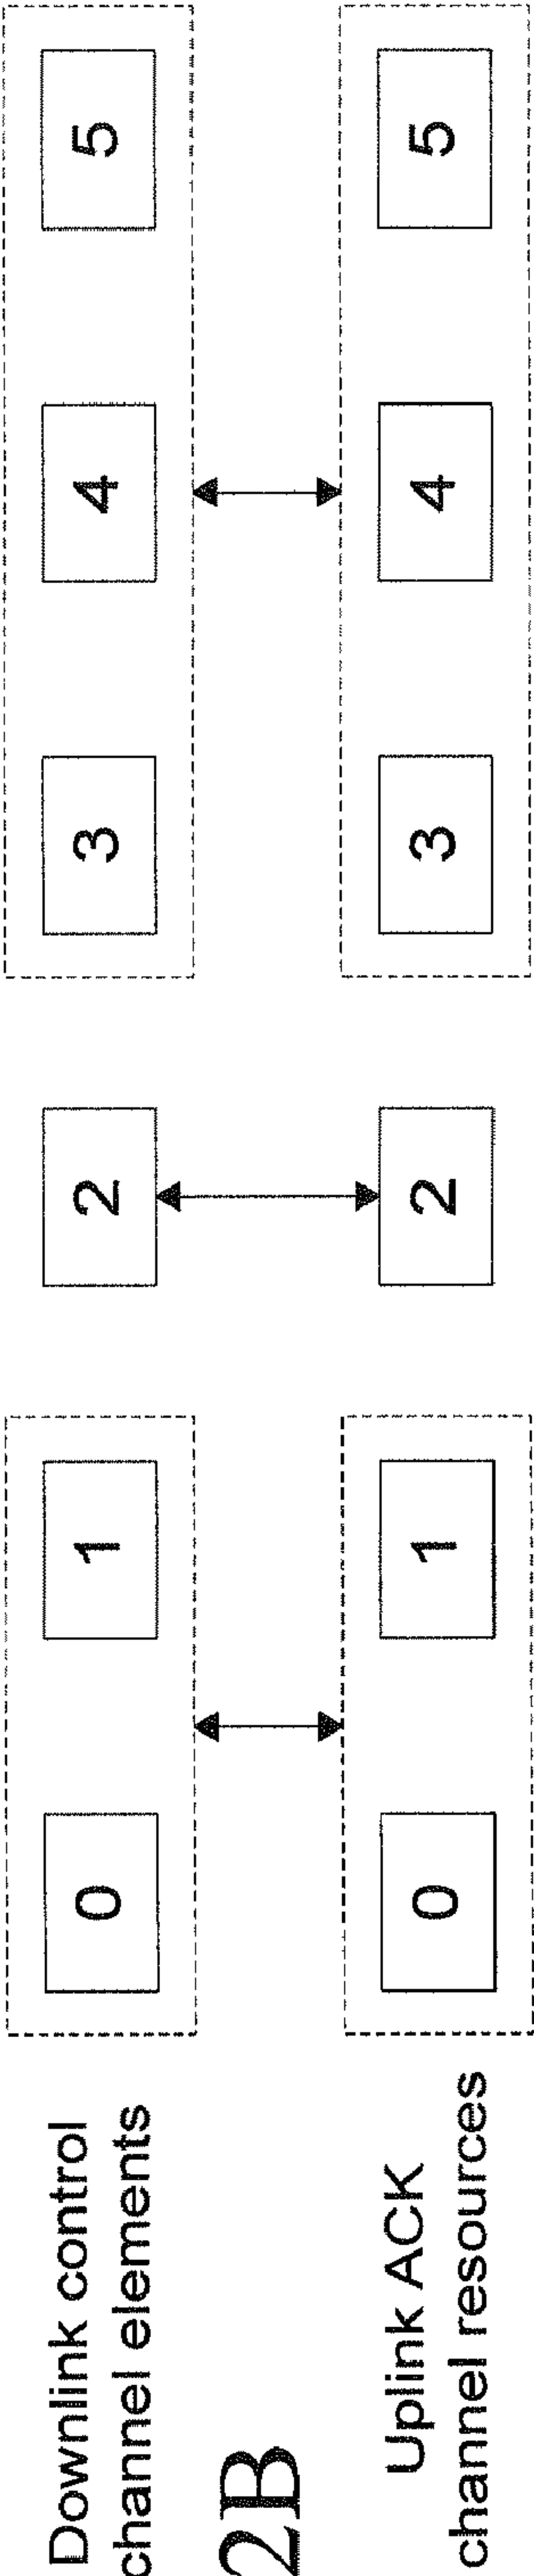 Downlink control
channel elements
0 1 2 3 4 5
2B
Uplink ACK
channel resources
0 1 2 3 4 5